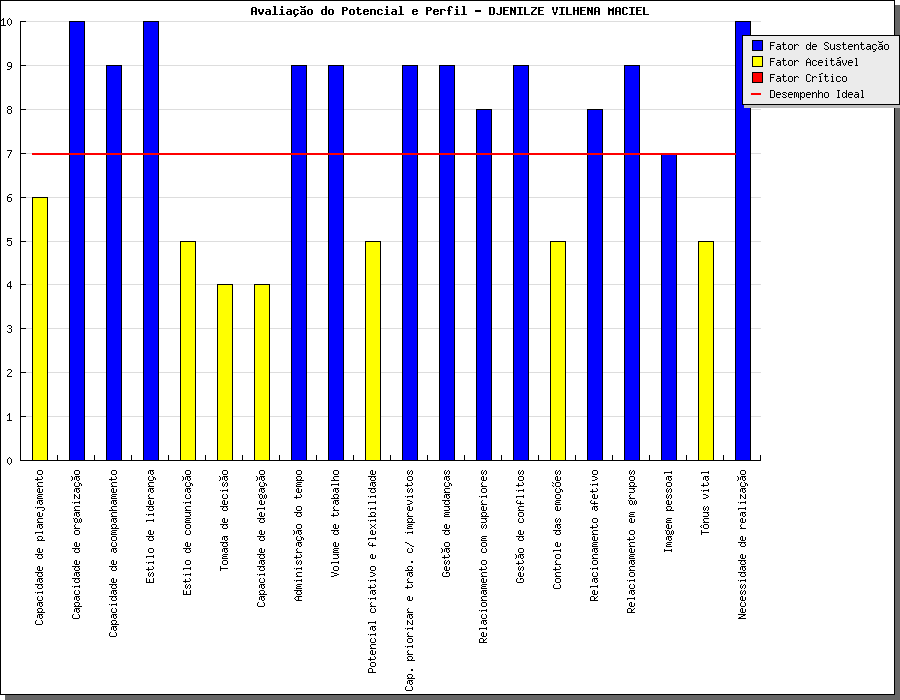 Avaliação do Potencial e Perfil - DJENILZE VILHENA MACIEL
Fator de Sustentação
Fator Aceitável
Fator Crítico
Desempenho Ideal
10
9
8
7
6
5
4
3
2
1
0
Capacidade de planejamento
Capacidade de organização
Capacidade de acompanhamento
Estilo de liderança
Estilo de comunicação
Tomada de decisão
Capacidade de delegação
Administração do tempo
Volume de trabalho
Potencial criativo e flexibilidade
Cap. priorizar e trab. c/ imprevistos
Gestão de mudanças
Relacionamento com superiores
Gestão de conflitos
Controle das emoções
Relacionamento afetivo
Relacionamento em grupos
Imagem pessoal
Tônus vital
Necessidade de realização